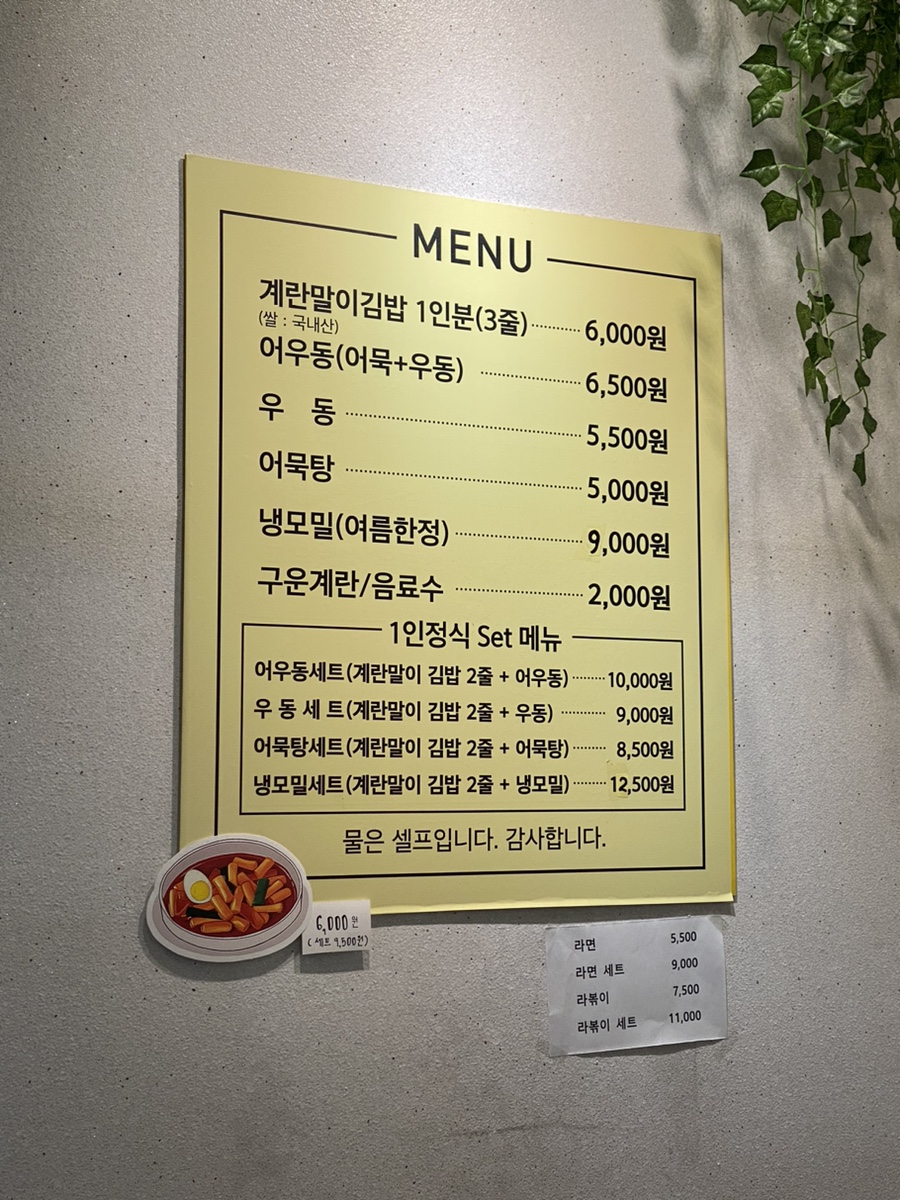 MENU
계란말이김밥 1인분(3줄) 6,000원
(쌀 : 국내산)
어우동(어묵+우동) 6,500원
우 동 5,500원
어묵탕 5,000원
냉모밀(여름한정) 9,000원
구운계란/음료수 2,000원
1인정식 Set 메뉴
어우동세트(계란말이 김밥 2줄 + 어우동) 10,000원
우 동 세 트(계란말이 김밥 2줄 + 우동) 9,000원
어묵탕세트(계란말이 김밥 2줄 + 어묵탕) 8,500원
냉모밀세트(계란말이 김밥 2줄 + 냉모밀) 12,500원
물은 셀프입니다. 감사합니다.
6,000원
(세트 9,500원)
라면 5,500
라면 세트 9,000
라볶이 7,500
라볶이 세트 11,000